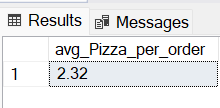 Results Messages
avg_Pizza_per_order
1 2.32